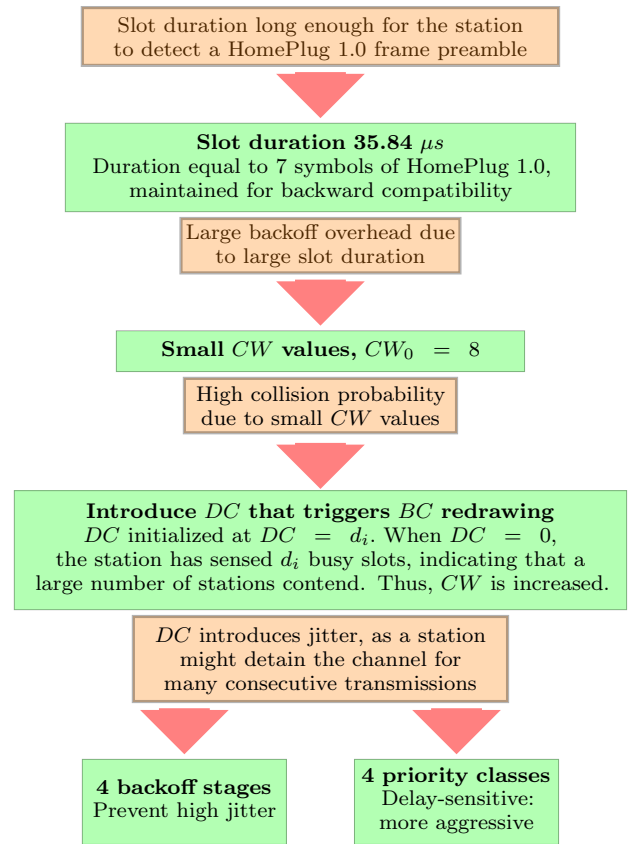 Slot duration long enough for the station
to detect a HomePlug 1.0 frame preamble
Slot duration 35.84 μs
Duration equal to 7 symbols of HomePlug 1.0,
maintained for backward compatibility
Large backoff overhead due
to large slot duration
Small CW values, CW₀ = 8
High collision probability
due to small CW values
Introduce DC that triggers BC redrawing
DC initialized at DC = dᵢ. When DC = 0,
the station has sensed dᵢ busy slots, indicating that a
large number of stations contend. Thus, CW is increased.
DC introduces jitter, as a station
might detain the channel for
many consecutive transmissions
4 backoff stages
Prevent high jitter
4 priority classes
Delay-sensitive:
more aggressive